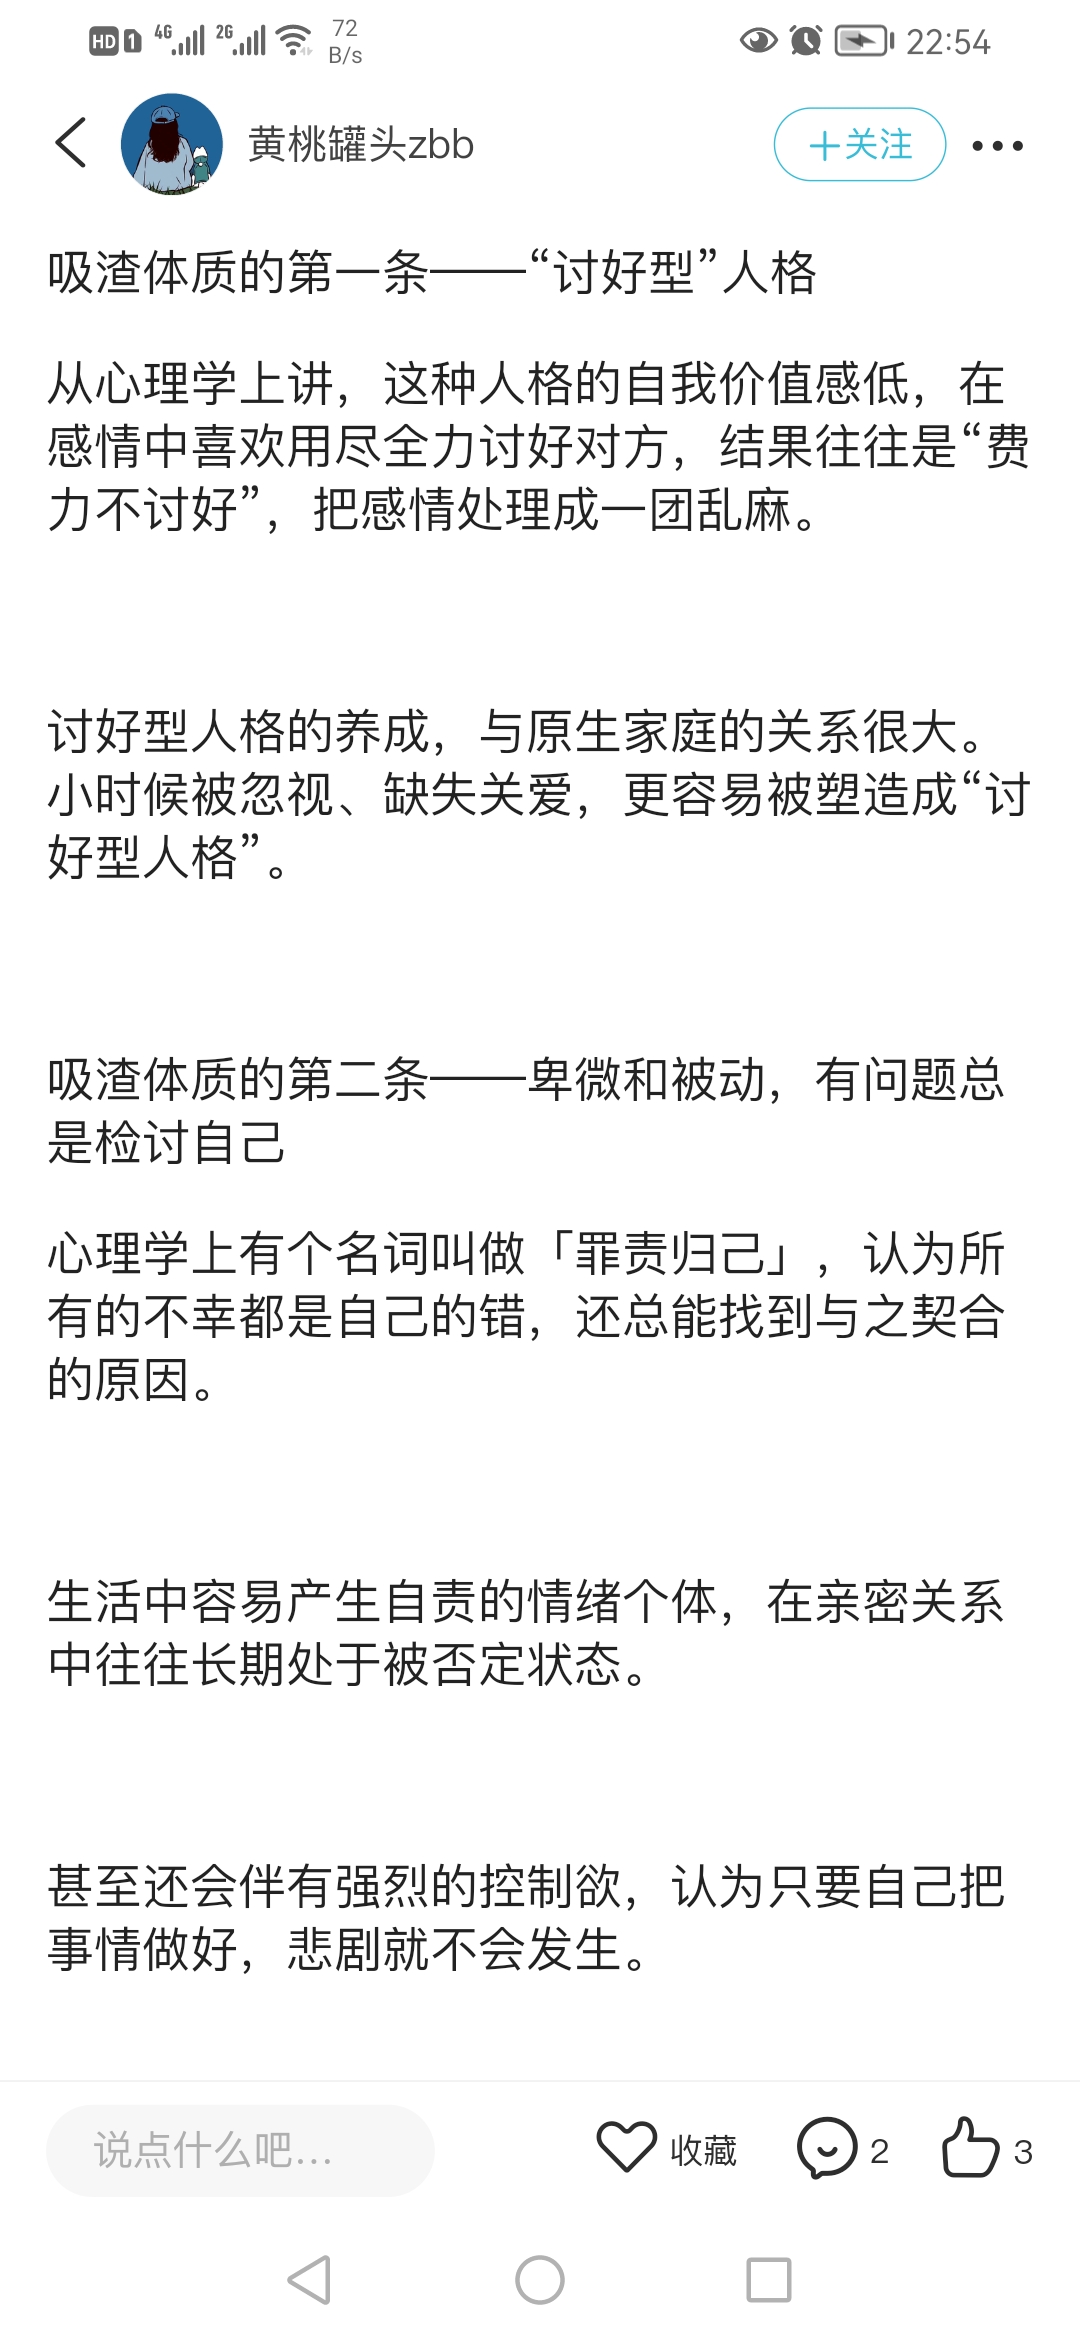 HD 1 4G 2G 72 B/s 22:54
黄桃罐头zbb
+关注
吸渣体质的第一条——“讨好型”人格
从心理学上讲，这种人格的自我价值感低，在
感情中喜欢用尽全力讨好对方，结果往往是“费
力不讨好”，把感情处理成一团乱麻。
讨好型人格的养成，与原生家庭的关系很大。
小时候被忽视、缺失关爱，更容易被塑造成“讨
好型人格”。
吸渣体质的第二条——卑微和被动，有问题总
是检讨自己
心理学上有个名词叫做「罪责归己」，认为所
有的不幸都是自己的错，还总能找到与之契合
的原因。
生活中容易产生自责的情绪个体，在亲密关系
中往往长期处于被否定状态。
甚至还会伴有强烈的控制欲，认为只要自己把
事情做好，悲剧就不会发生。
说点什么吧...
收藏
2
3